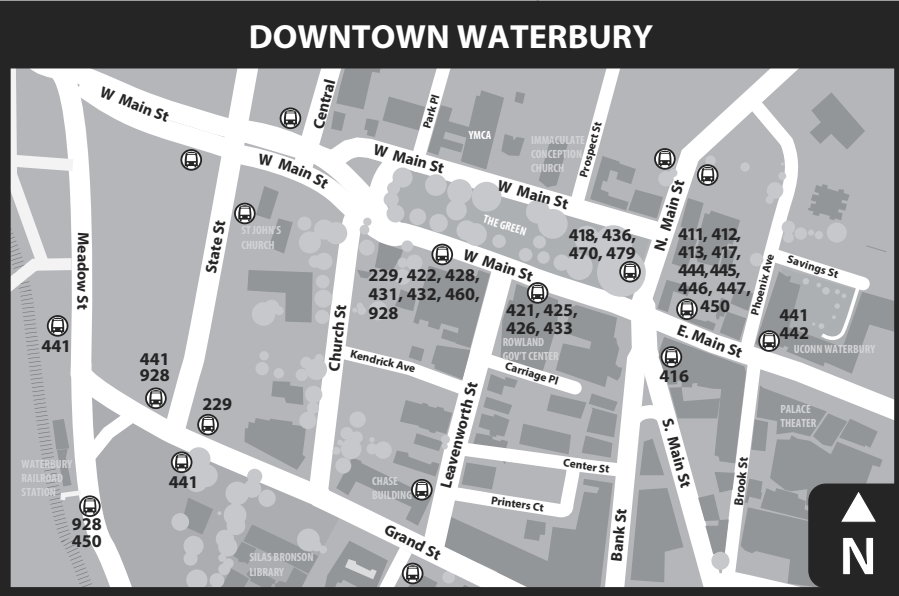 DOWNTOWN WATERBURY
W Main St
Central
Park Pl
YMCA
IMMACULATE
CONCEPTION
CHURCH
Prospect St
W Main St
W Main St
W Main St
N. Main St
THE GREEN
ST JOHN'S
CHURCH
State St
Meadow St
418, 436,
470, 479
411, 412,
413, 417,
444, 445,
446, 447,
450
Phoenix Ave
Savings St
W Main St
229, 422, 428,
431, 432, 460,
928
421, 425,
426, 433
ROWLAND
GOV'T CENTER
E. Main St
441
442
UCONN WATERBURY
441
Church St
Kendrick Ave
Carriage Pl
416
441
928
229
Leavenworth St
S. Main St
PALACE
THEATER
WATERBURY
RAILROAD
STATION
441
CHASE
BUILDING
Center St
Printers Ct
Brook St
928
450
Grand St
Bank St
SILAS BRONSON
LIBRARY
N